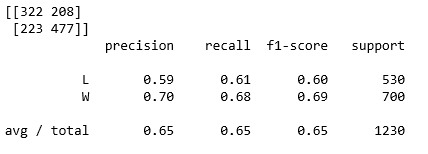 [[322 208]
[223 477]]
precision recall f1-score support
L 0.59 0.61 0.60 530
W 0.70 0.68 0.69 700
avg / total 0.65 0.65 0.65 1230